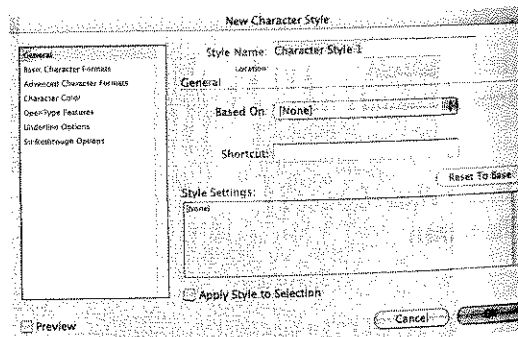 New Character Style
General
Basic Character Formats
Advanced Character Formats
Character Color
OpenType Features
Underline Options
Strikethrough Options
Style Name: Character Style 1
Location:
General
Based On: [None]
Shortcut:
Reset To Base
Style Settings:
[None]
Apply Style to Selection
Preview
Cancel
OK